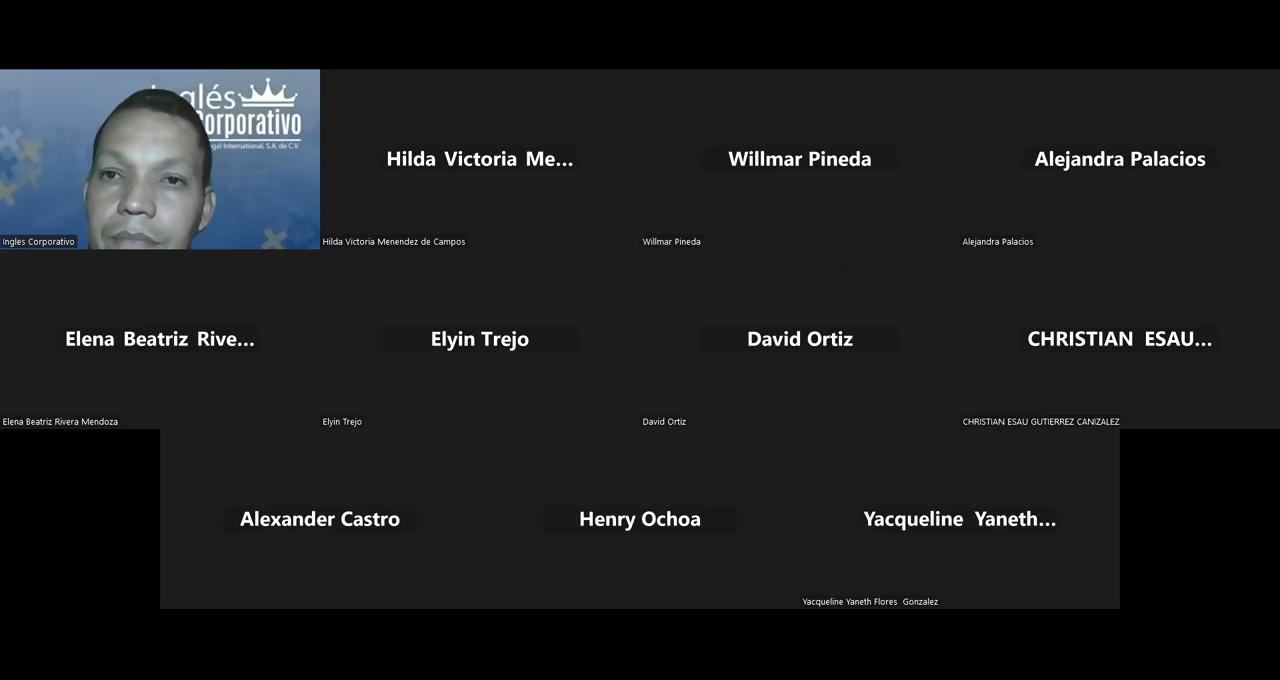 Inglés
Corporativo
gal International, S.A. de C.V.
Ingles Corporativo
Hilda Victoria Me...
Hilda Victoria Menendez de Campos
Willmar Pineda
Willmar Pineda
Alejandra Palacios
Alejandra Palacios
Elena Beatriz Rive...
Elena Beatriz Rivera Mendoza
Elyin Trejo
Elyin Trejo
David Ortiz
David Ortiz
CHRISTIAN ESAU...
CHRISTIAN ESAU GUTIERREZ CANIZALEZ
Alexander Castro
Henry Ochoa
Yacqueline Yaneth...
Yacqueline Yaneth Flores Gonzalez